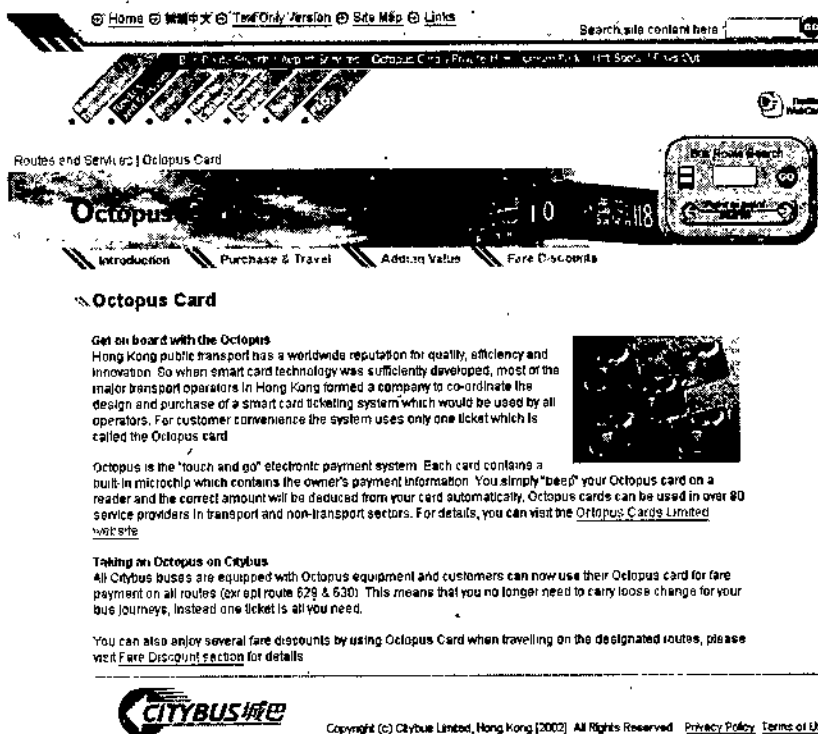 Home 繁體中文 Text Only Version Site Map Links
Search site content here GO
Routes and Services | Octopus Card
Bus Route Search
GO
Octopus
10 118
Introduction Purchase & Travel Adding Value Fare Discounts
Octopus Card
Get on board with the Octopus
Hong Kong public transport has a worldwide reputation for quality, efficiency and
innovation. So when smart card technology was sufficiently developed, most of the
major transport operators in Hong Kong formed a company to co-ordinate the
design and purchase of a smart card ticketing system which would be used by all
operators. For customer convenience the system uses only one ticket which is
called the Octopus card
Octopus is the "touch and go" electronic payment system. Each card contains a
built-in microchip which contains the owner's payment information. You simply "beep" your Octopus card on a
reader and the correct amount will be deduced from your card automatically, Octopus cards can be used in over 80
service providers in transport and non-transport sectors. For details, you can visit the Octopus Cards Limited
website
Taking an Octopus on Citybus
All Citybus buses are equipped with Octopus equipment and customers can now use their Octopus card for fare
payment on all routes (except route 629 & 630). This means that you no longer need to carry loose change for your
bus journeys, instead one ticket is all you need.
You can also enjoy several fare discounts by using Octopus Card when travelling on the designated routes, please
visit Fare Discount section for details
CITYBUS 城巴
Copyright (c) Citybus Limited, Hong Kong [2002] All Rights Reserved Privacy Policy Terms of U